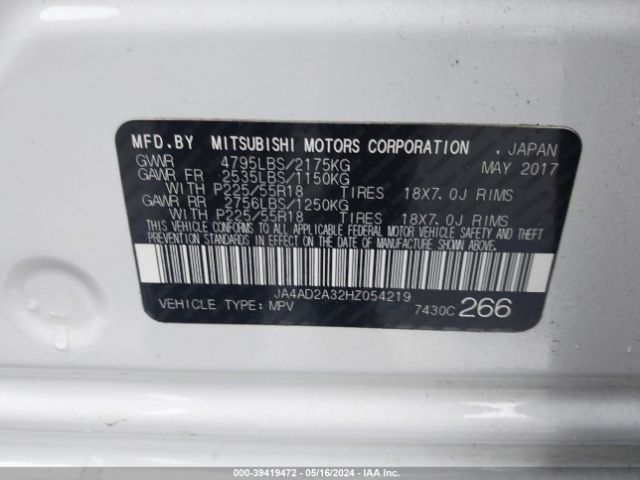 MFD.BY MITSUBISHI MOTORS CORPORATION , JAPAN
GVWR 4795LBS/2175KG MAY 2017
GAWR FR 2535LBS/1150KG
WITH P225/55R18 TIRES 18X7.0J RIMS
GAWR RR 2756LBS/1250KG
WITH P225/55R18 TIRES 18X7.0J RIMS
THIS VEHICLE CONFORMS TO ALL APPLICABLE FEDERAL MOTOR VEHICLE SAFETY AND THEFT
PREVENTION STANDARDS IN EFFECT ON THE DATE OF MANUFACTURE SHOWN ABOVE.
JA4AD2A32HZ054219
VEHICLE TYPE: MPV 7430C 266
000-39419472 - 05/16/2024 - IAAI.COM